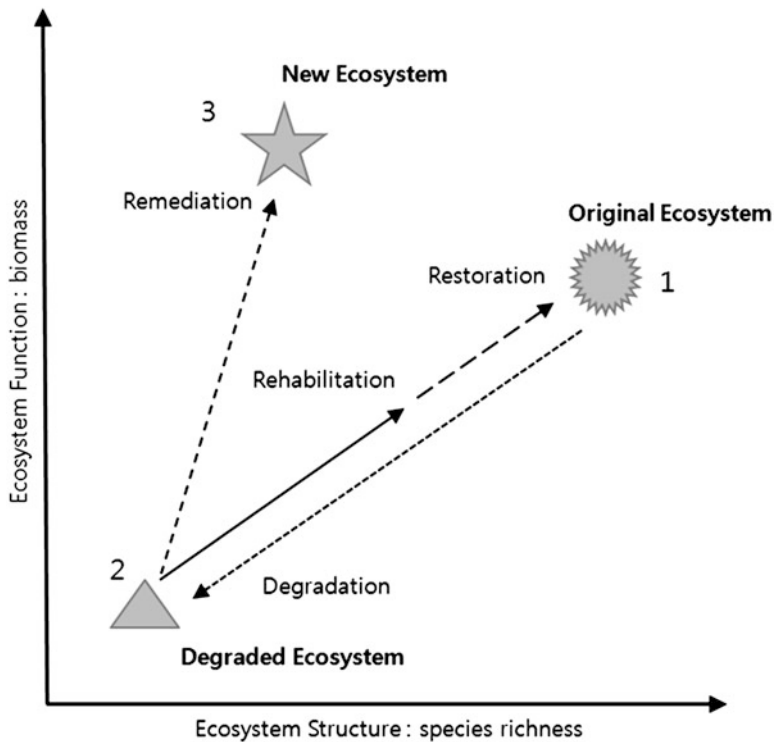 New Ecosystem
3
Remediation
Original Ecosystem
1
Restoration
Rehabilitation
2
Degradation
Degraded Ecosystem
Ecosystem Function : biomass
Ecosystem Structure : species richness